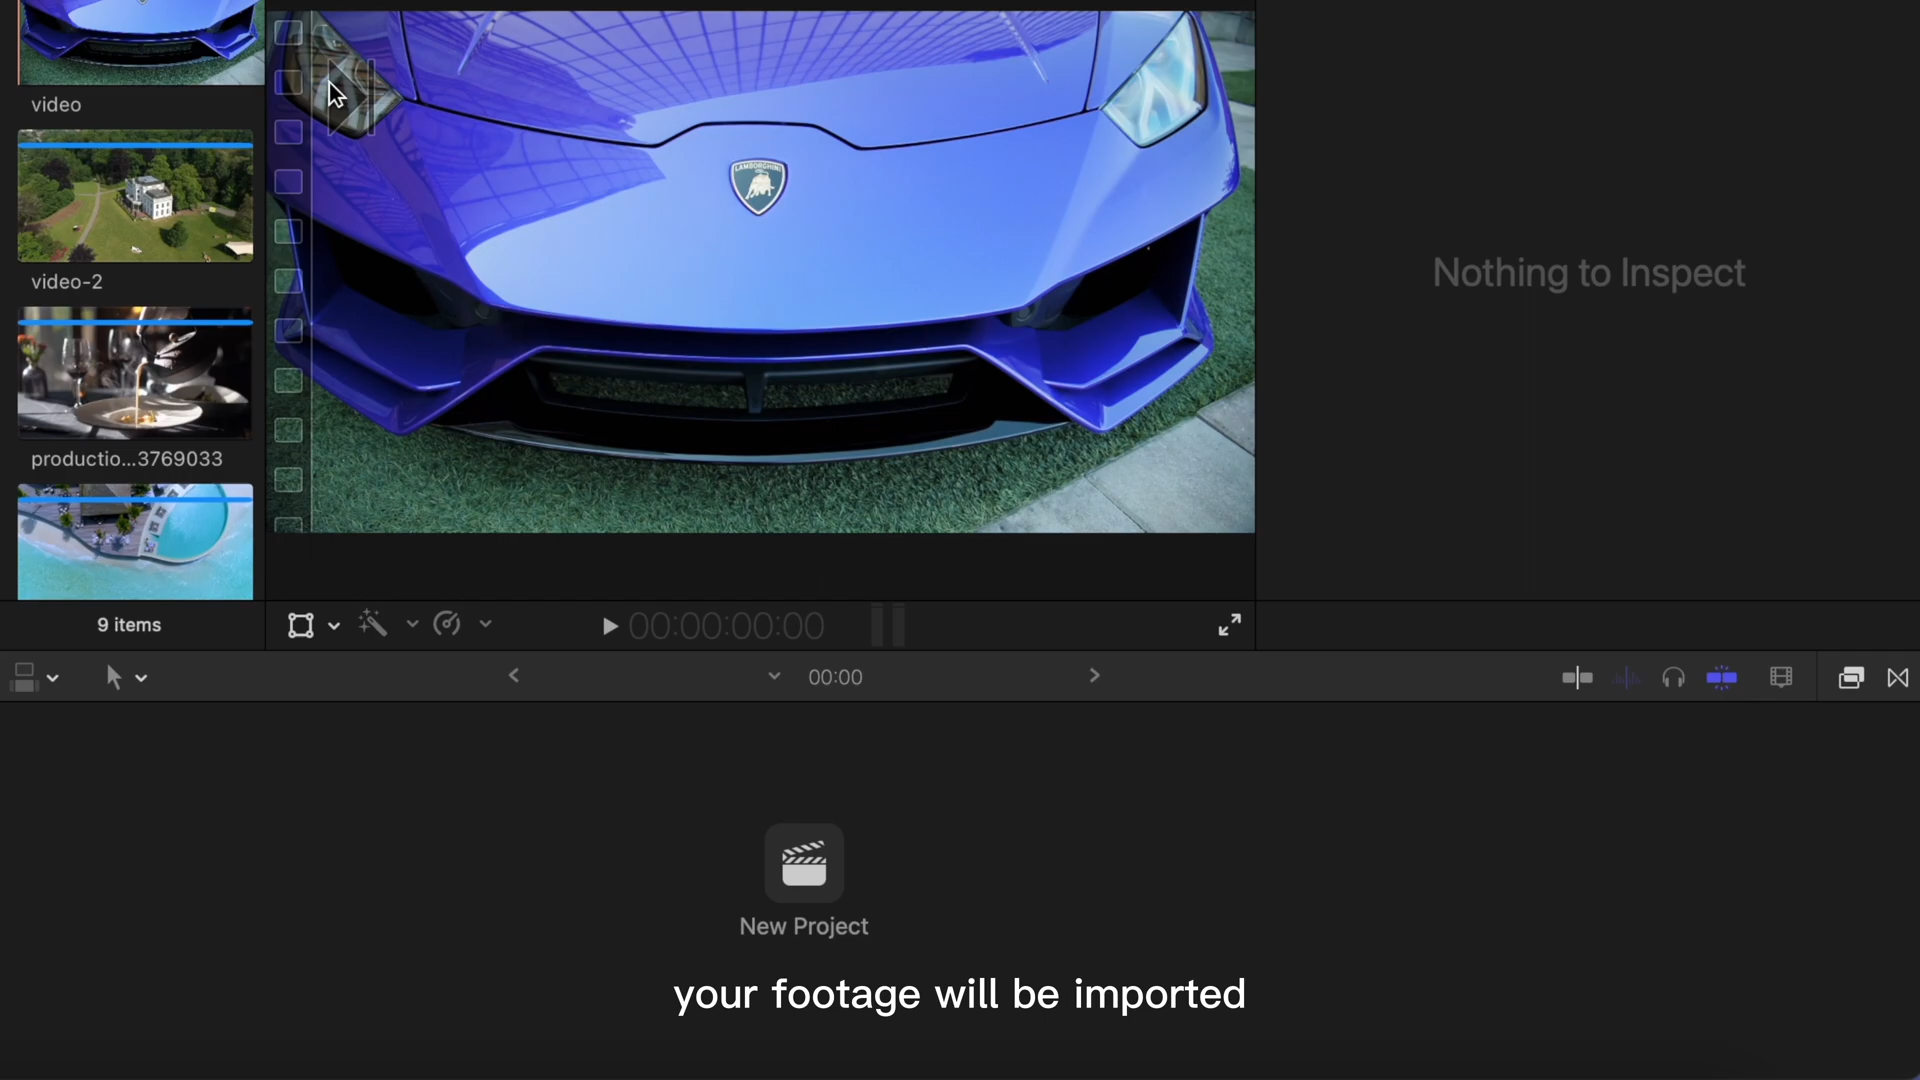 video
video-2
productio...3769033
9 items
LAMBORGHINI
Nothing to Inspect
00:00:00:00
00:00
New Project
your footage will be imported